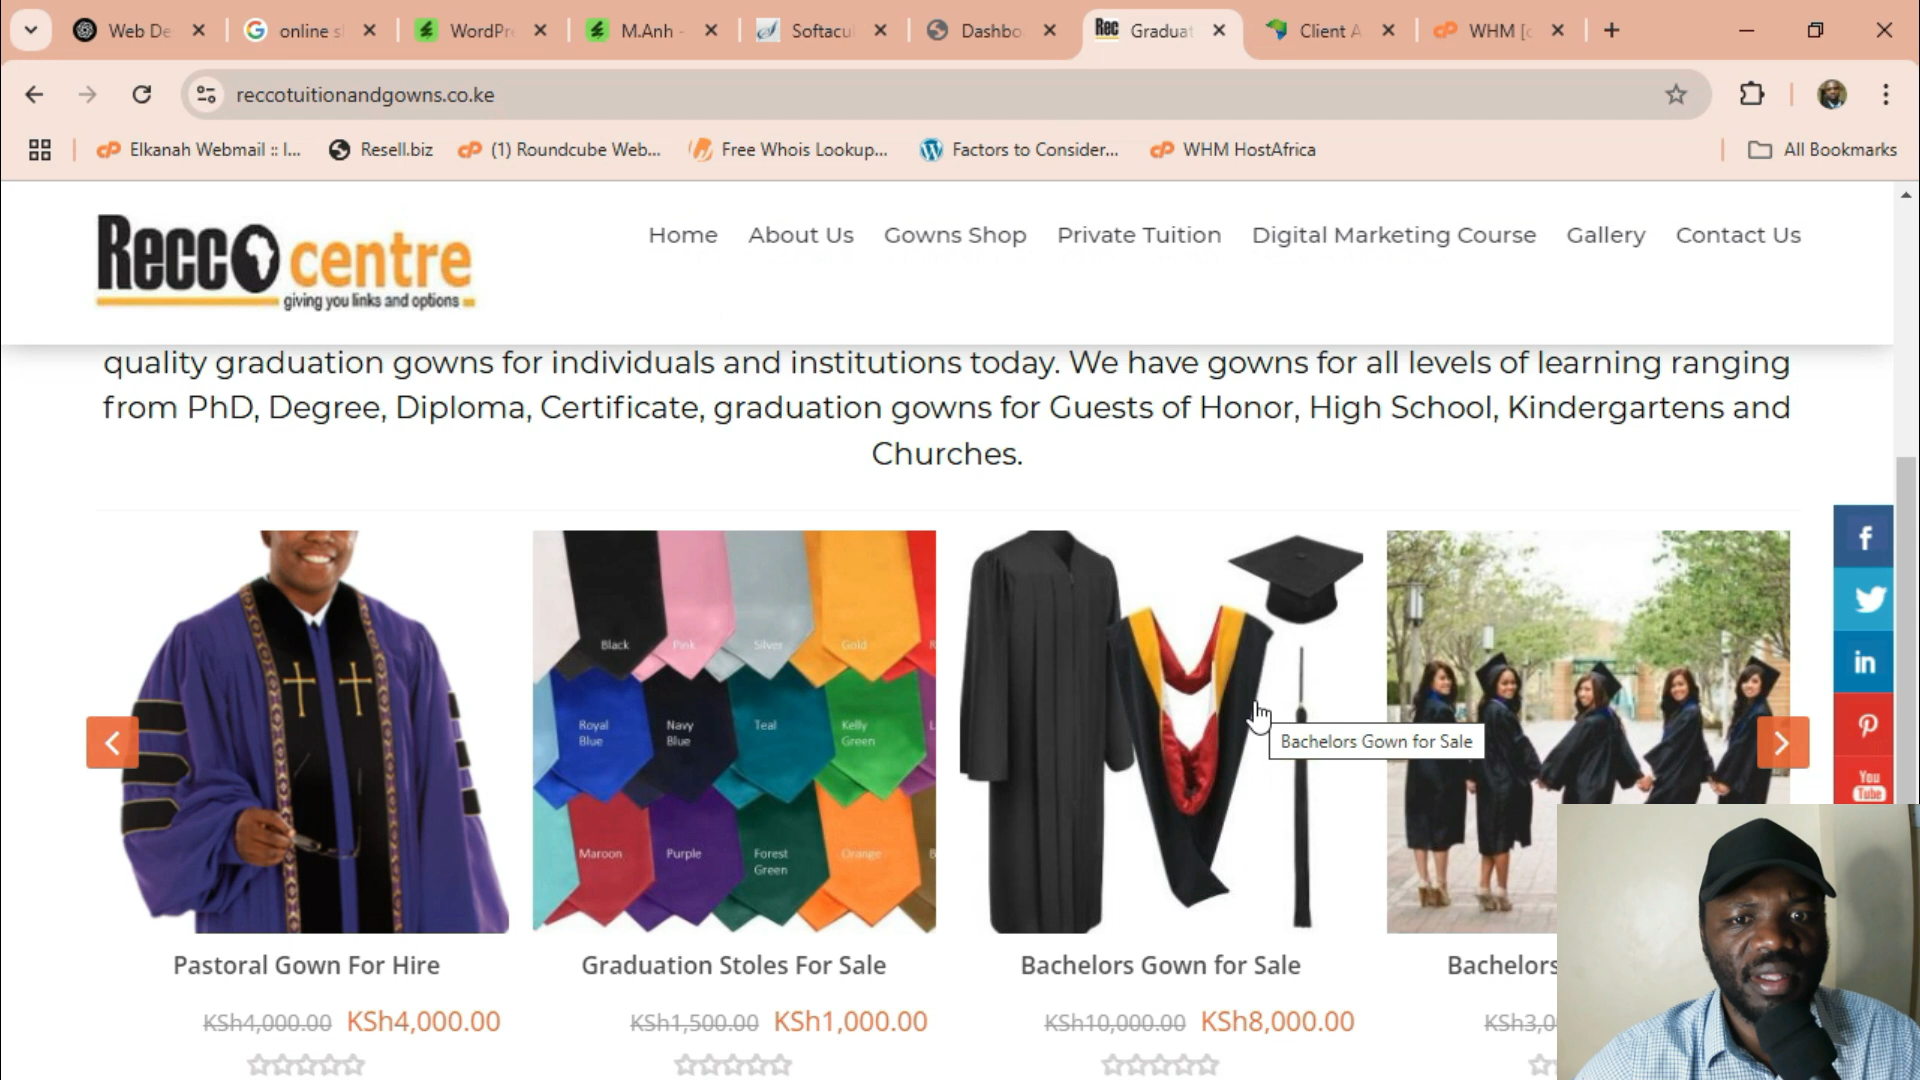 Web De
online s
WordPr
M.Anh -
Softacul
Dashbo
Rec Graduat
Client A
WHM [c
reccotuitionandgowns.co.ke
Elkanah Webmail :: I...
Resell.biz
(1) Roundcube Web...
Free Whois Lookup...
Factors to Consider...
WHM HostAfrica
All Bookmarks
Recco centre
giving you links and options
Home
About Us
Gowns Shop
Private Tuition
Digital Marketing Course
Gallery
Contact Us
quality graduation gowns for individuals and institutions today. We have gowns for all levels of learning ranging
from PhD, Degree, Diploma, Certificate, graduation gowns for Guests of Honor, High School, Kindergartens and
Churches.
Black
Pink
Silver
Gold
Royal
Blue
Navy
Blue
Teal
Kelly
Green
Maroon
Purple
Forest
Green
Orange
Bachelors Gown for Sale
You
Tube
Pastoral Gown For Hire
Graduation Stoles For Sale
Bachelors Gown for Sale
Bachelors
KSh4,000.00 KSh4,000.00
KSh1,500.00 KSh1,000.00
KSh10,000.00 KSh8,000.00
KSh3,0